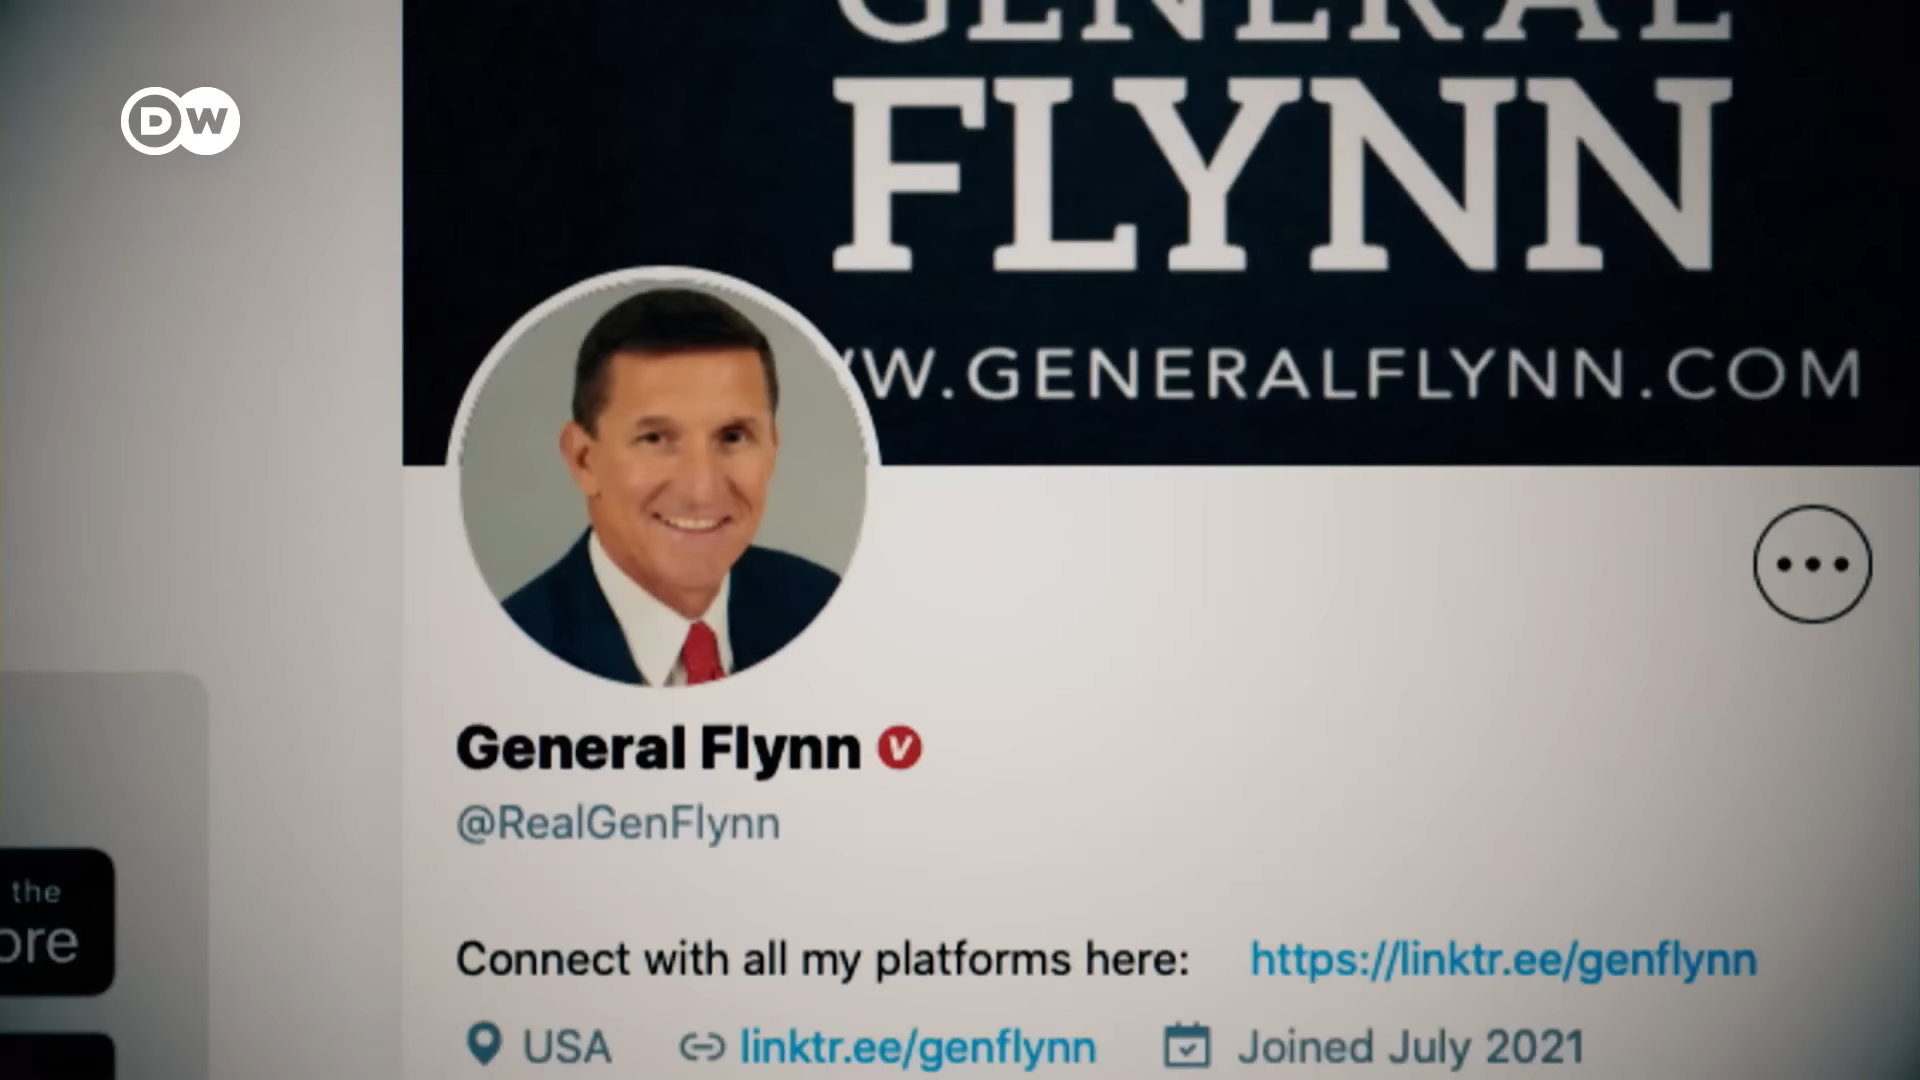 DW
GENERAL
FLYNN
W.GENERALFLYNN.COM
General Flynn V
@RealGenFlynn
the
ore
Connect with all my platforms here: https://linktr.ee/genflynn
USA linktr.ee/genflynn Joined July 2021